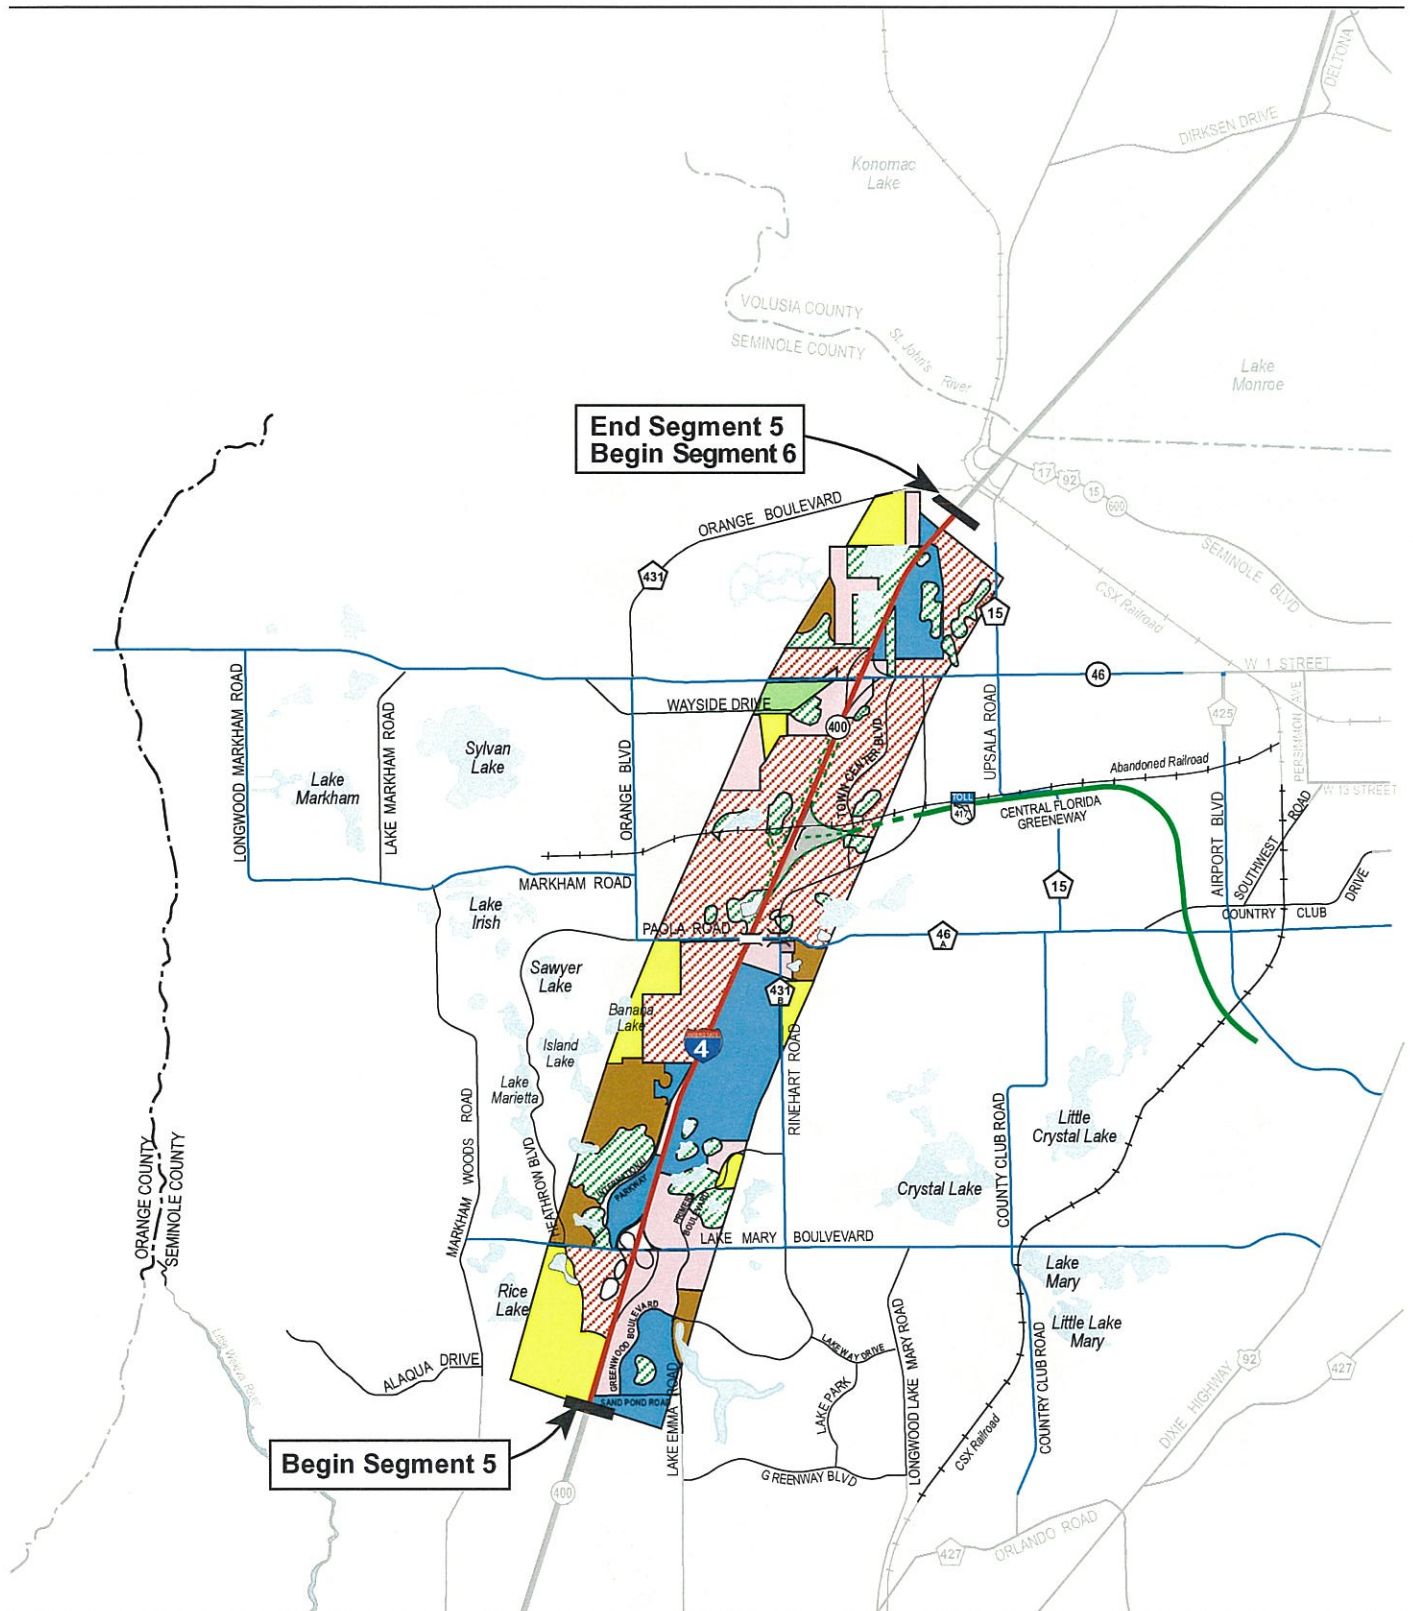 DELTONA
DIRKSEN DRIVE
Konomac
Lake
VOLUSIA COUNTY
SEMINOLE COUNTY
St. John's
River
Lake
Monroe
End Segment 5
Begin Segment 6
17
92
15
600
ORANGE BOULEVARD
431
SEMINOLE BLVD
CSX Railroad
15
W 1 STREET
46
LONGWOOD MARKHAM ROAD
LAKE MARKHAM ROAD
WAYSIDE DRIVE
400
TOWN CENTER BLVD
UPSALA ROAD
425
PERSIMMON AVE
Sylvan
Lake
Lake
Markham
ORANGE BLVD
Abandoned Railroad
W 13 STREET
TOLL
417
CENTRAL FLORIDA
GREENEWAY
AIRPORT BLVD
SOUTHWEST ROAD
MARKHAM ROAD
15
COUNTRY CLUB DRIVE
Lake
Irish
PAOLA ROAD
46
A
Sawyer
Lake
431
B
Banana
Lake
INTERSTATE
4
Island
Lake
RINEHART ROAD
Lake
Marietta
MARKHAM WOODS ROAD
HEATHROW BLVD
COUNTY CLUB ROAD
Little
Crystal Lake
ORANGE COUNTY
SEMINOLE COUNTY
INTERNATIONAL
PARKWAY
PRIMERA
BOULEVARD
Crystal Lake
LAKE MARY BOULVEVARD
Lake
Mary
Rice
Lake
Little Lake
Mary
GREENWOOD BOULEVARD
LAKEWAY DRIVE
LONGWOOD LAKE MARY ROAD
COUNTRY CLUB ROAD
Little Wekiva River
ALAQUA DRIVE
92
427
SAND POND ROAD
LAKE EMMA ROAD
LAKE PARK
DIXIE HIGHWAY
CSX Railroad
Begin Segment 5
GREENWAY BLVD
400
427
ORLANDO ROAD